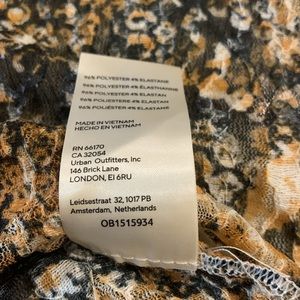 96% POLYESTER 4% ELASTANE
96% POLYESTER 4% ÉLASTHANNE
96% POLYESTER 4% ELASTAN
96% POLIESTERE 4% ELASTAN
96% POLIÉSTER 4% ELASTANO
MADE IN VIETNAM
HECHO EN VIETNAM
RN 66170
CA 32054
Urban Outfitters, Inc
146 Brick Lane
LONDON, E1 6RU
Leidsestraat 32, 1017 PB
Amsterdam, Netherlands
OB1515934